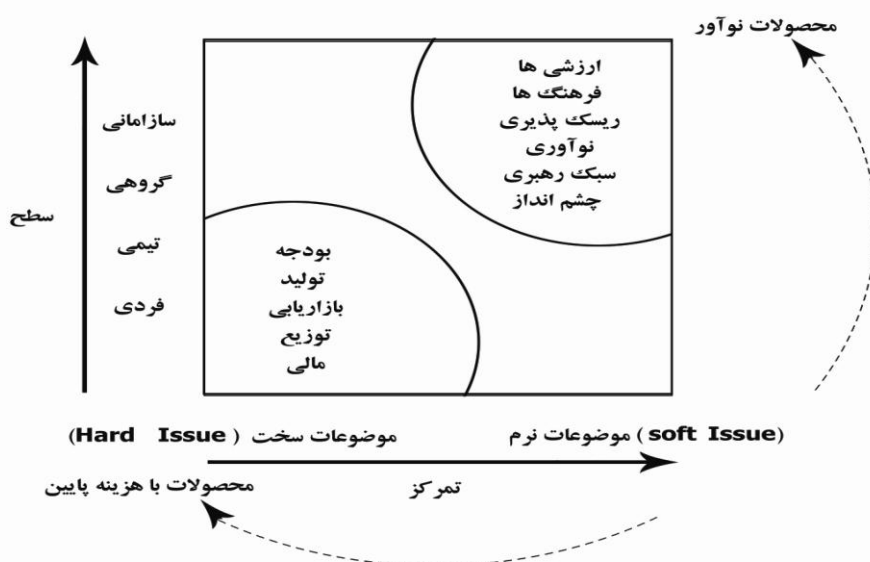 محصولات نوآور
ارزشی ها
فرهنگ ها
ریسک پذیری
نوآوری
سبک رهبری
چشم انداز
سازامانی
گروهی
سطح
تیمی
فردی
بودجه
تولید
بازاریابی
توزیع
مالی
موضوعات نرم (soft Issue)
موضوعات سخت (Hard Issue)
تمرکز
محصولات با هزینه پایین